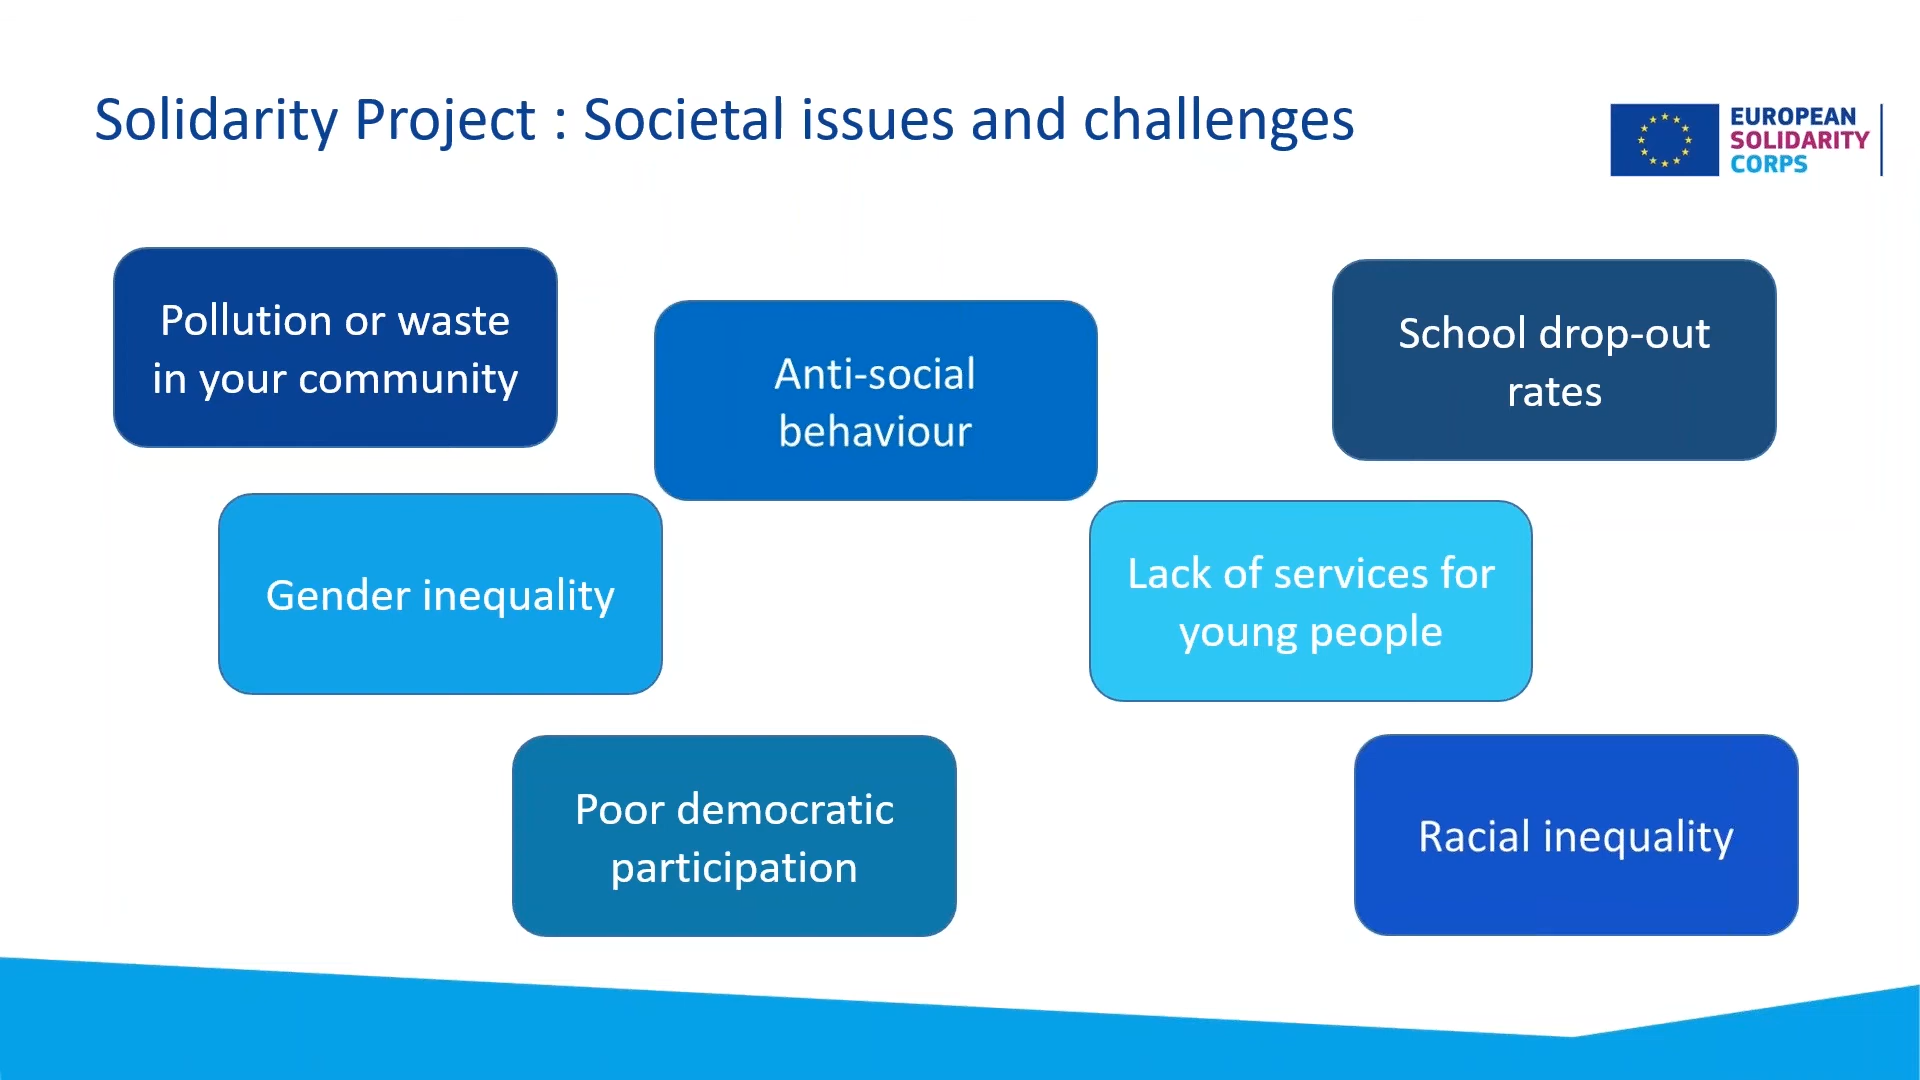 Solidarity Project : Societal issues and challenges
EUROPEAN
SOLIDARITY
CORPS
Pollution or waste
in your community
Anti-social
behaviour
School drop-out
rates
Gender inequality
Lack of services for
young people
Poor democratic
participation
Racial inequality